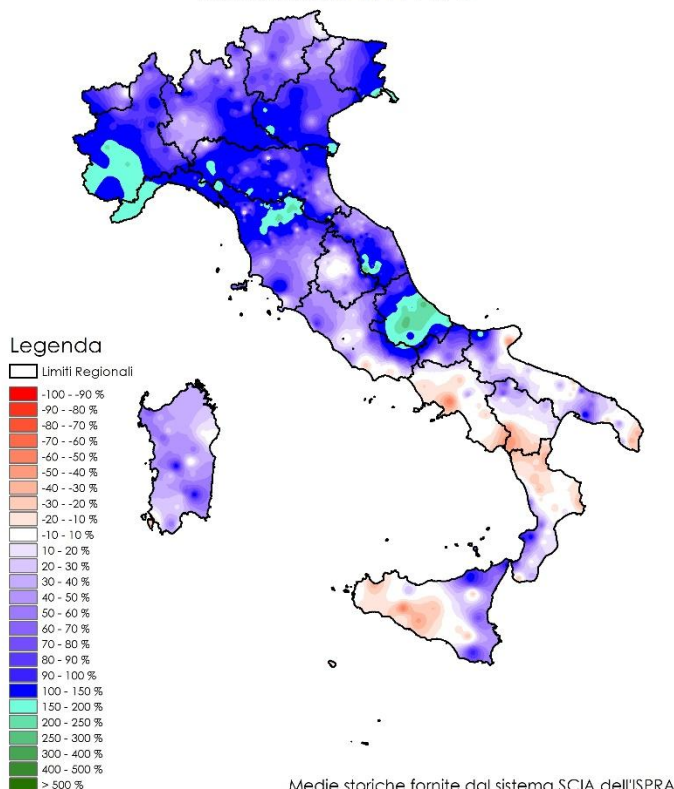 Legenda
Limiti Regionali
-100 - -90 %
-90 - -80 %
-80 - -70 %
-70 - -60 %
-60 - -50 %
-50 - -40 %
-40 - -30 %
-30 - -20 %
-20 - -10 %
-10 - 10 %
10 - 20 %
20 - 30 %
30 - 40 %
40 - 50 %
50 - 60 %
60 - 70 %
70 - 80 %
80 - 90 %
90 - 100 %
100 - 150 %
150 - 200 %
200 - 250 %
250 - 300 %
300 - 400 %
400 - 500 %
> 500 %
Medie storiche fornite dal sistema SCIA dell'ISPRA